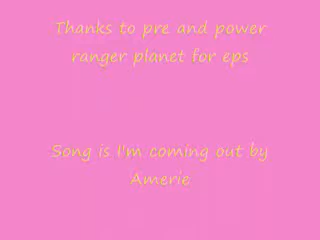 Thanks to pre and power
ranger planet for eps
Song is I'm coming out by
Amerie